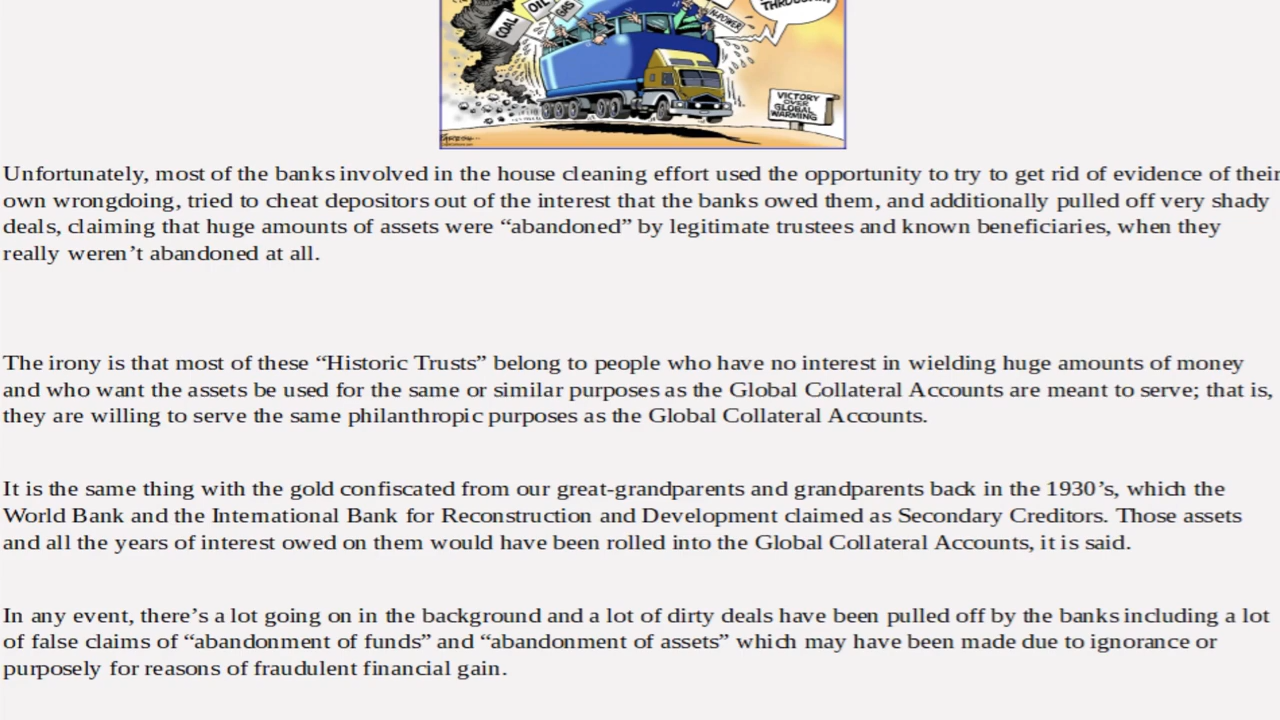 COAL
OIL
GAS
N-POWER!
THROUGH!!
VICTORY
OVER
GLOBAL
WARMING
Unfortunately, most of the banks involved in the house cleaning effort used the opportunity to try to get rid of evidence of their
own wrongdoing, tried to cheat depositors out of the interest that the banks owed them, and additionally pulled off very shady
deals, claiming that huge amounts of assets were “abandoned” by legitimate trustees and known beneficiaries, when they
really weren’t abandoned at all.
The irony is that most of these “Historic Trusts” belong to people who have no interest in wielding huge amounts of money
and who want the assets be used for the same or similar purposes as the Global Collateral Accounts are meant to serve; that is,
they are willing to serve the same philanthropic purposes as the Global Collateral Accounts.
It is the same thing with the gold confiscated from our great-grandparents and grandparents back in the 1930’s, which the
World Bank and the International Bank for Reconstruction and Development claimed as Secondary Creditors. Those assets
and all the years of interest owed on them would have been rolled into the Global Collateral Accounts, it is said.
In any event, there’s a lot going on in the background and a lot of dirty deals have been pulled off by the banks including a lot
of false claims of “abandonment of funds” and “abandonment of assets” which may have been made due to ignorance or
purposely for reasons of fraudulent financial gain.